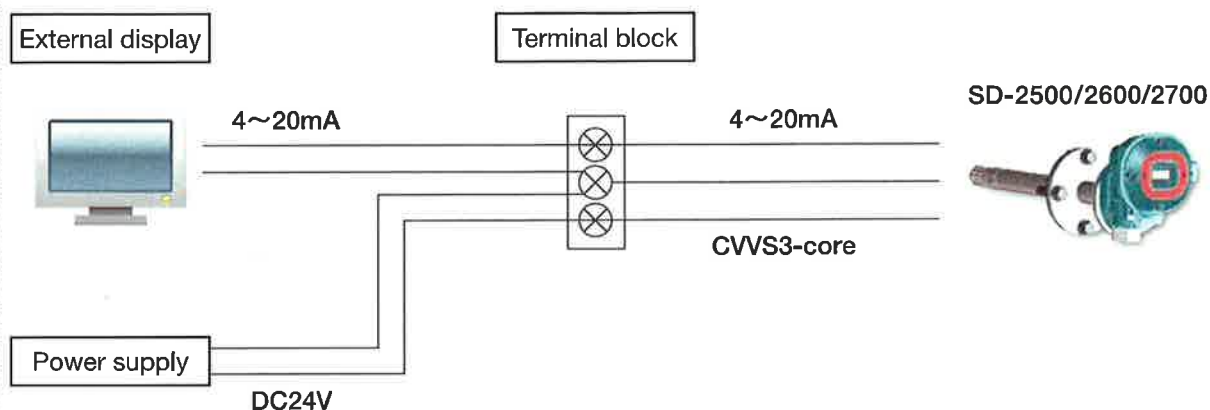 External display
Terminal block
SD-2500/2600/2700
4～20mA
4～20mA
CVVS3-core
Power supply
DC24V